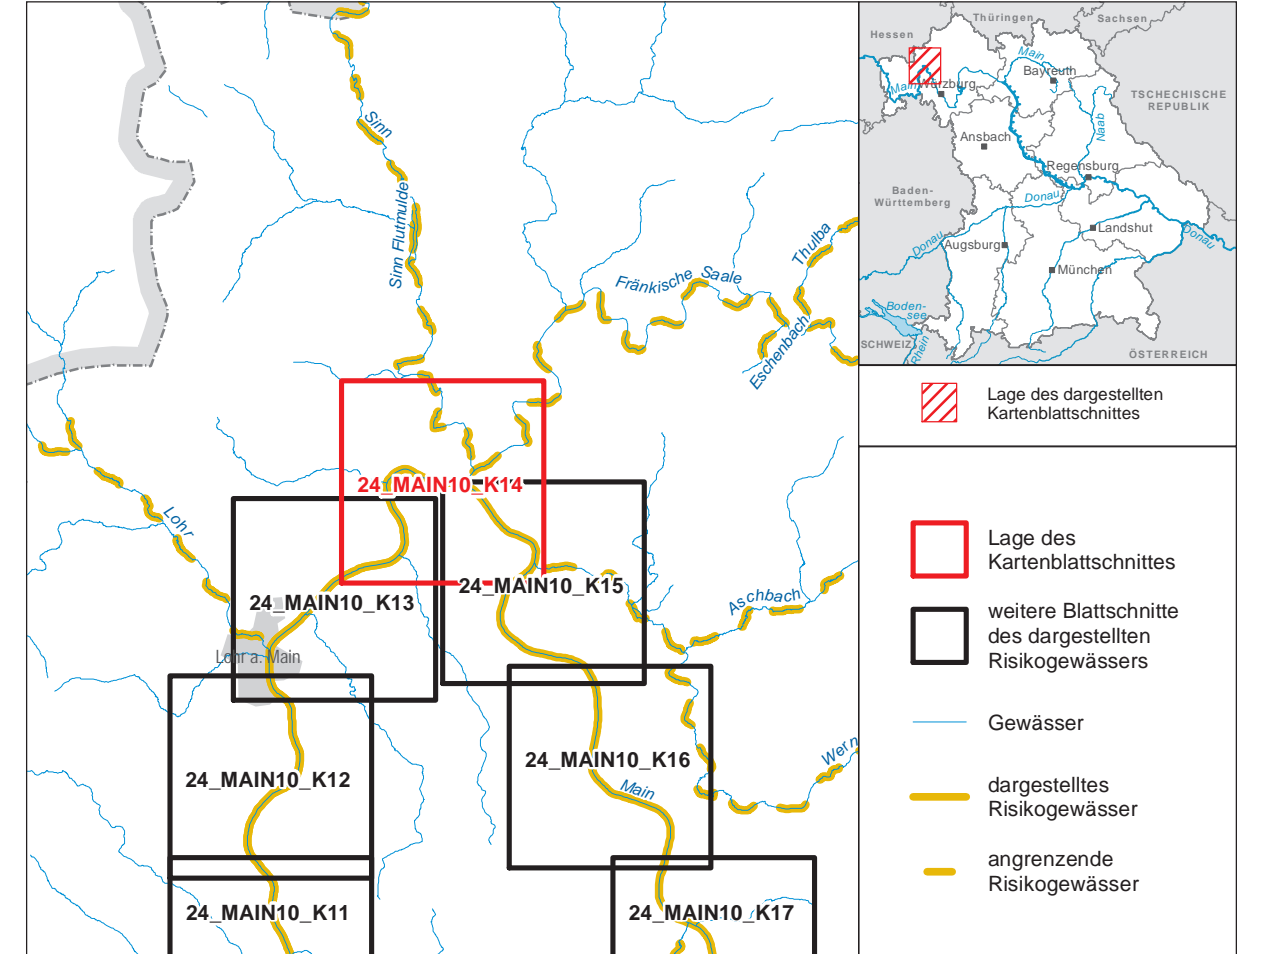 Sinn
Sinn Flutmulde
Thulba
Fränkische Saale
Eschenbach
24_MAIN10_K14
Lohr
24_MAIN10_K15
24_MAIN10_K13
Aschbach
Lohr a. Main
24_MAIN10_K12
24_MAIN10_K16
Main
Wern
24_MAIN10_K11
24_MAIN10_K17
Thüringen
Sachsen
Hessen
Main
Bayreuth
Main
Würzburg
TSCHECHISCHE
REPUBLIK
Naab
Ansbach
Regensburg
Baden-
Württemberg
Donau
Landshut
Donau
Augsburg
Donau
München
Boden-
see
SCHWEIZ
Rhein
ÖSTERREICH
Lage des dargestellten
Kartenblattschnittes
Lage des
Kartenblattschnittes
weitere Blattschnitte
des dargestellten
Risikogewässers
Gewässer
dargestelltes
Risikogewässer
angrenzende
Risikogewässer